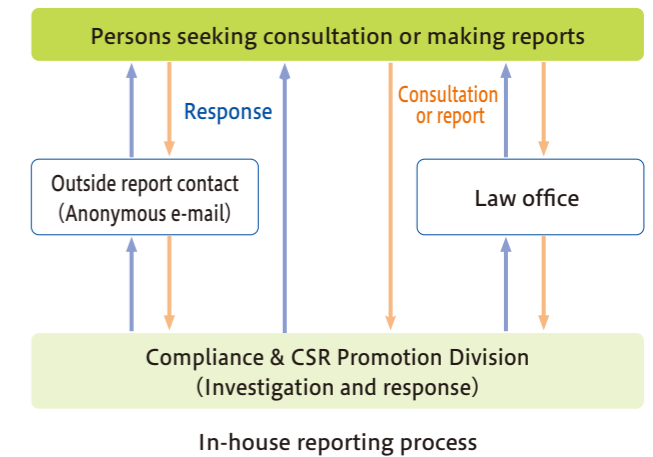 Persons seeking consultation or making reports
Response
Consultation
or report
Outside report contact
(Anonymous e-mail)
Law office
Compliance & CSR Promotion Division
(Investigation and response)
In-house reporting process